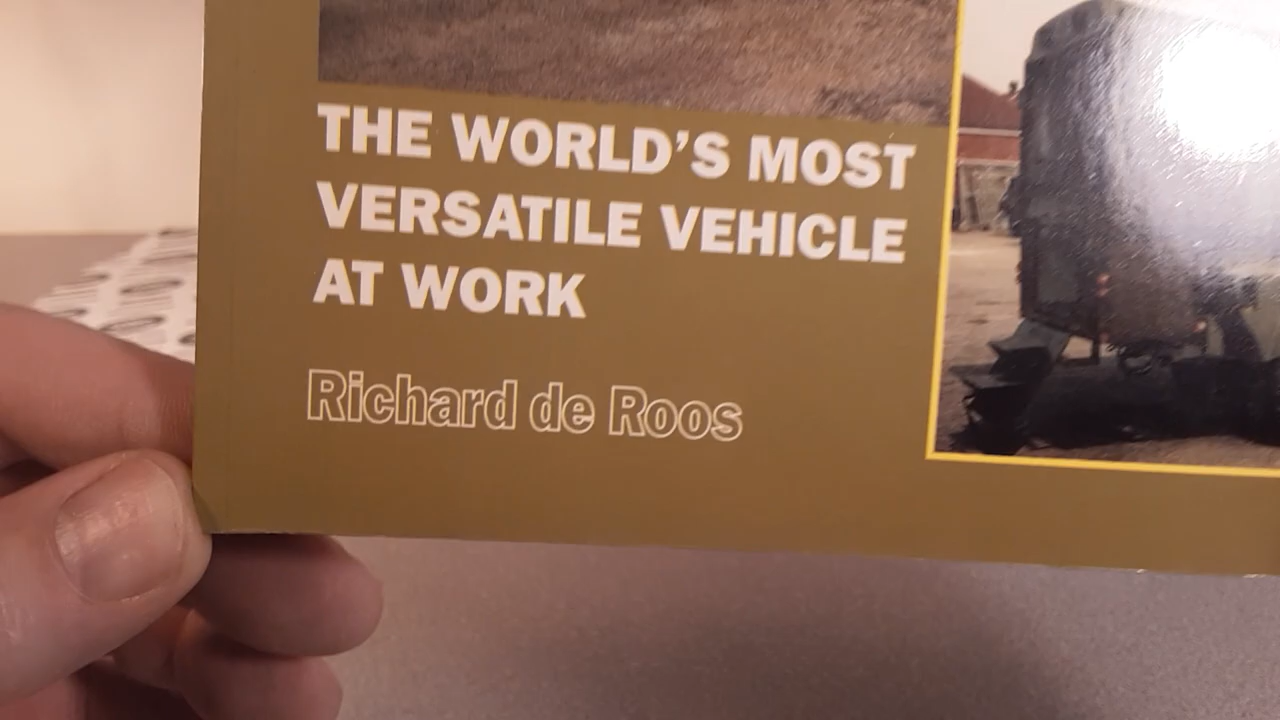 THE WORLD'S MOST
VERSATILE VEHICLE
AT WORK
Richard de Roos